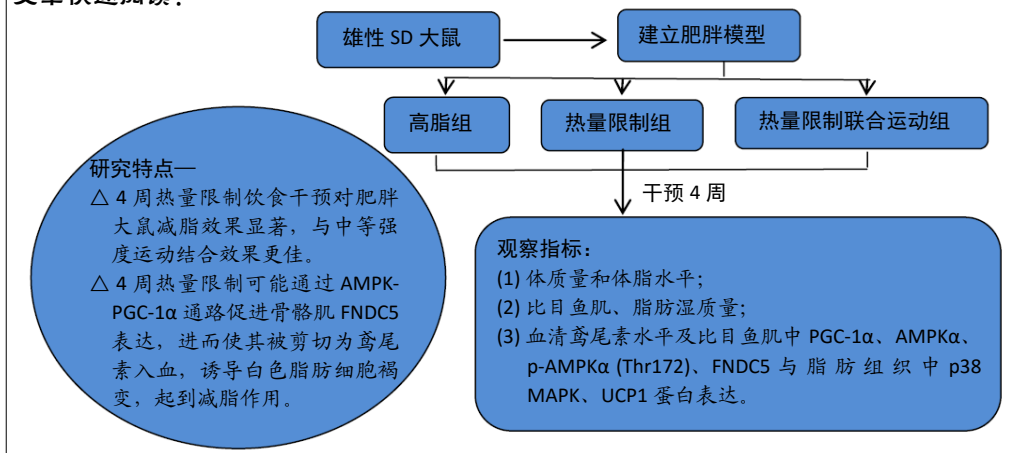 文章快速阅读：
雄性 SD 大鼠
建立肥胖模型
高脂组
热量限制组
热量限制联合运动组
干预 4 周
研究特点—
△ 4 周热量限制饮食干预对肥胖
大鼠减脂效果显著，与中等强
度运动结合效果更佳。
△ 4 周热量限制可能通过 AMPK-
PGC-1α 通路促进骨骼肌 FNDC5
表达，进而使其被剪切为鸢尾
素入血，诱导白色脂肪细胞褐
变，起到减脂作用。
观察指标：
(1) 体质量和体脂水平；
(2) 比目鱼肌、脂肪湿质量；
(3) 血清鸢尾素水平及比目鱼肌中 PGC-1α、AMPKα、
p-AMPKα (Thr172)、FNDC5 与脂肪组织中 p38
MAPK、UCP1 蛋白表达。